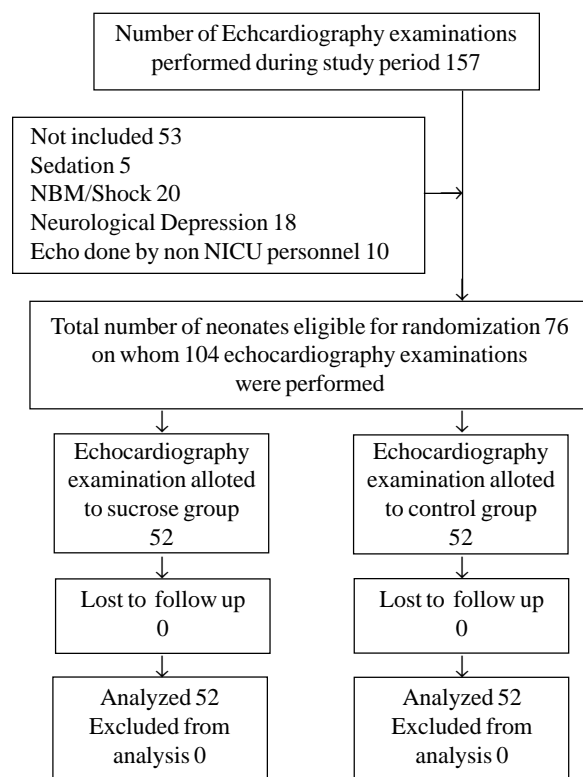 Number of Echcardiography examinations
performed during study period 157
Not included 53
Sedation 5
NBM/Shock 20
Neurological Depression 18
Echo done by non NICU personnel 10
Total number of neonates eligible for randomization 76
on whom 104 echocardiography examinations
were performed
Echocardiography
examination alloted
to sucrose group
52
Echocardiography
examination alloted
to control group
52
Lost to follow up
0
Lost to follow up
0
Analyzed 52
Excluded from
analysis 0
Analyzed 52
Excluded from
analysis 0